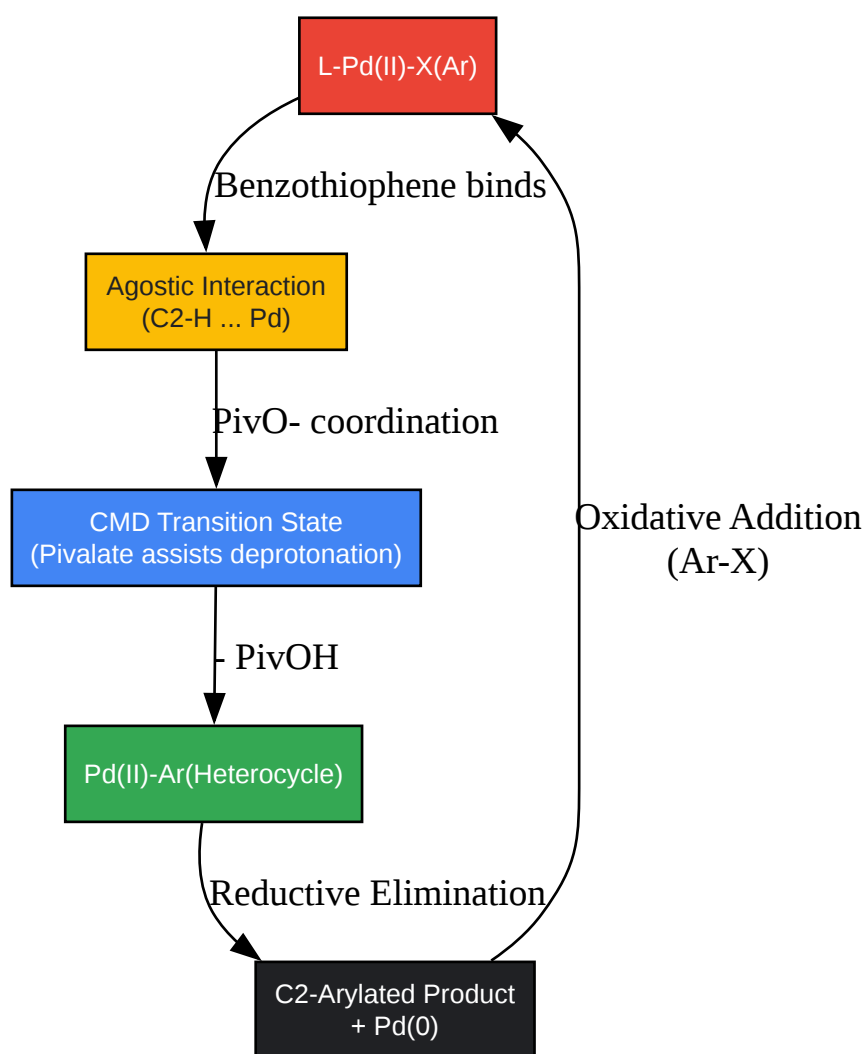 L-Pd(II)-X(Ar)
Benzothiophene binds
Agostic Interaction
(C2-H ... Pd)
PivO- coordination
CMD Transition State
(Pivalate assists deprotonation)
Oxidative Addition
(Ar-X)
- PivOH
Pd(II)-Ar(Heterocycle)
Reductive Elimination
C2-Arylated Product
+ Pd(0)